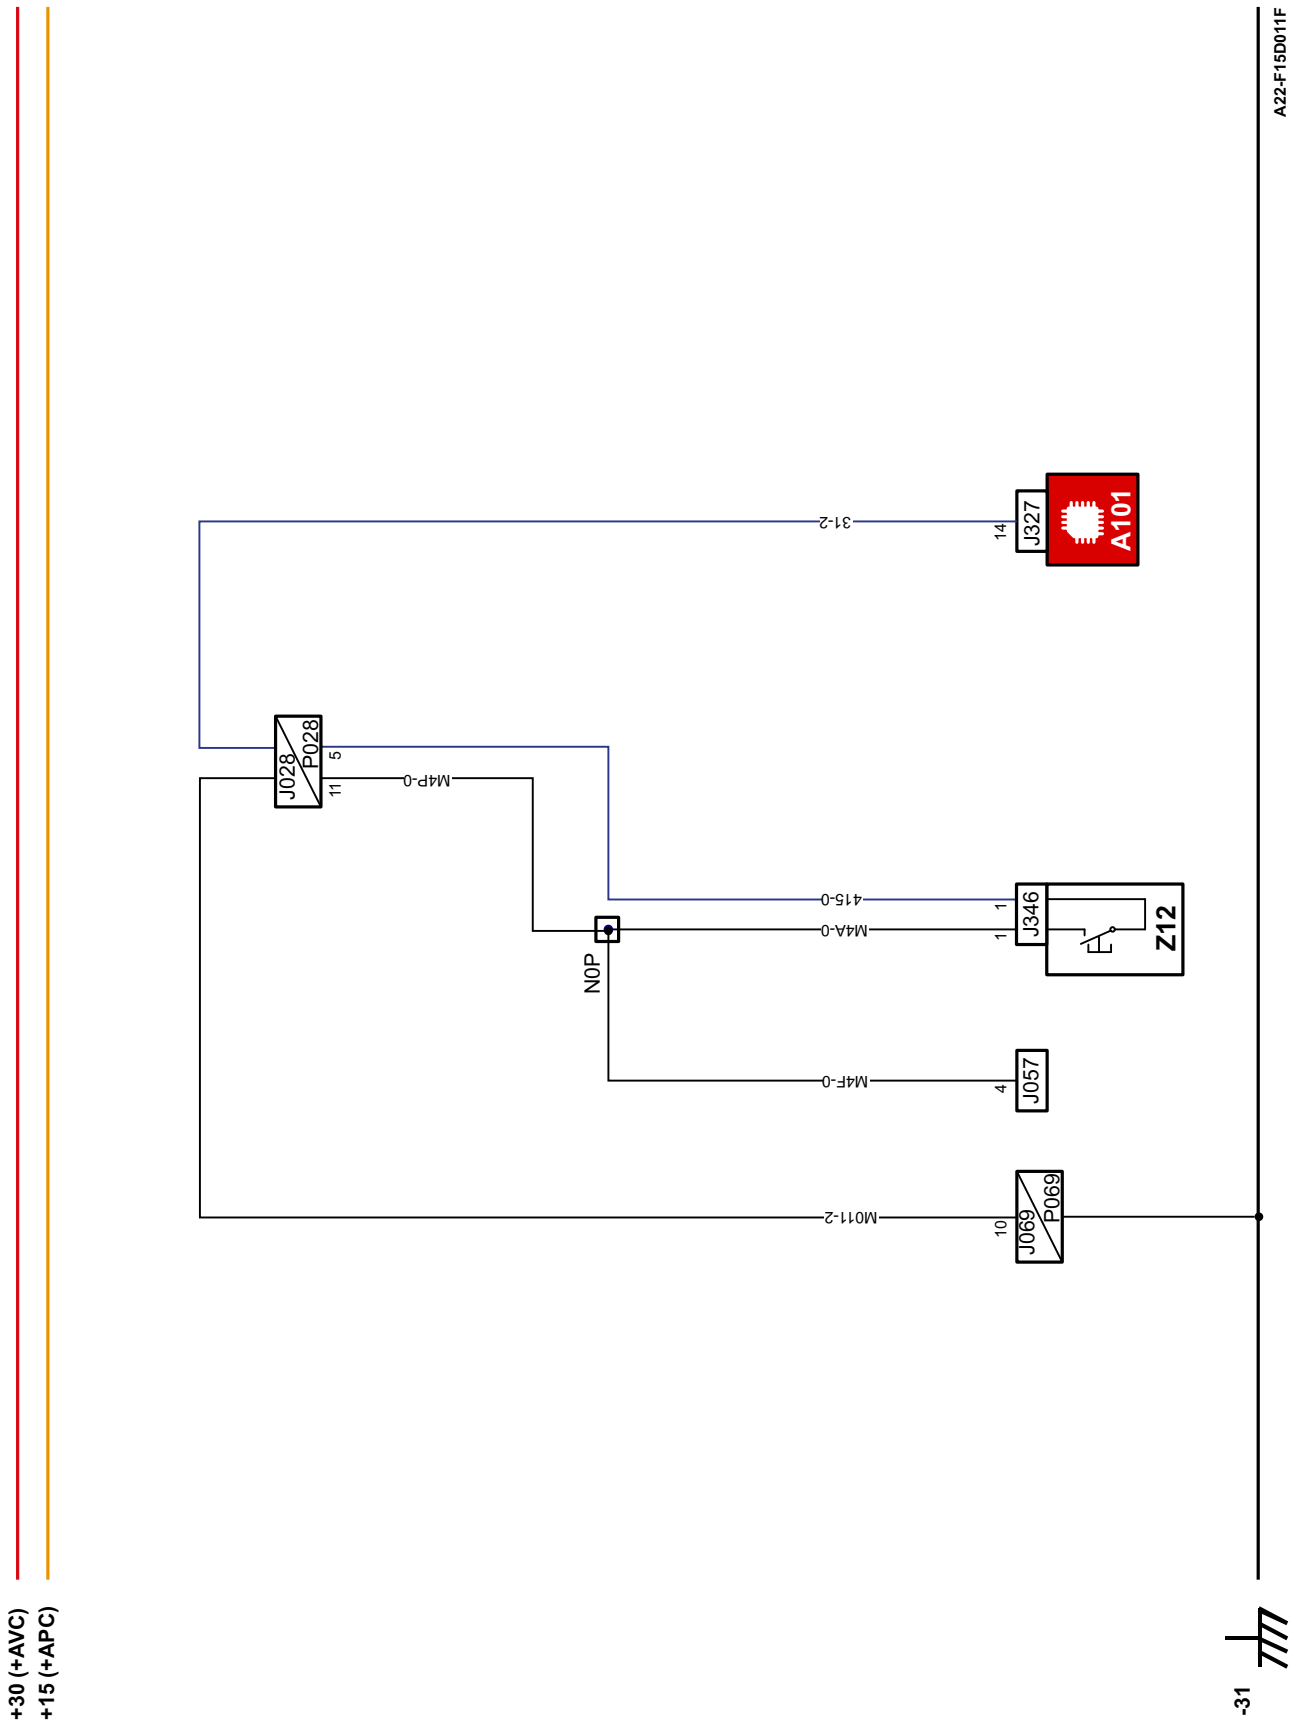 +30 (+AVC)
+15 (+APC)
J028
P028
11
5
M4P-0
N0P
M011-2
M4F-0
M4A-0
415-0
31-2
10
J069
P069
4
J057
1
1
J346
Z12
14
J327
A101
-31
A22-F15D011F